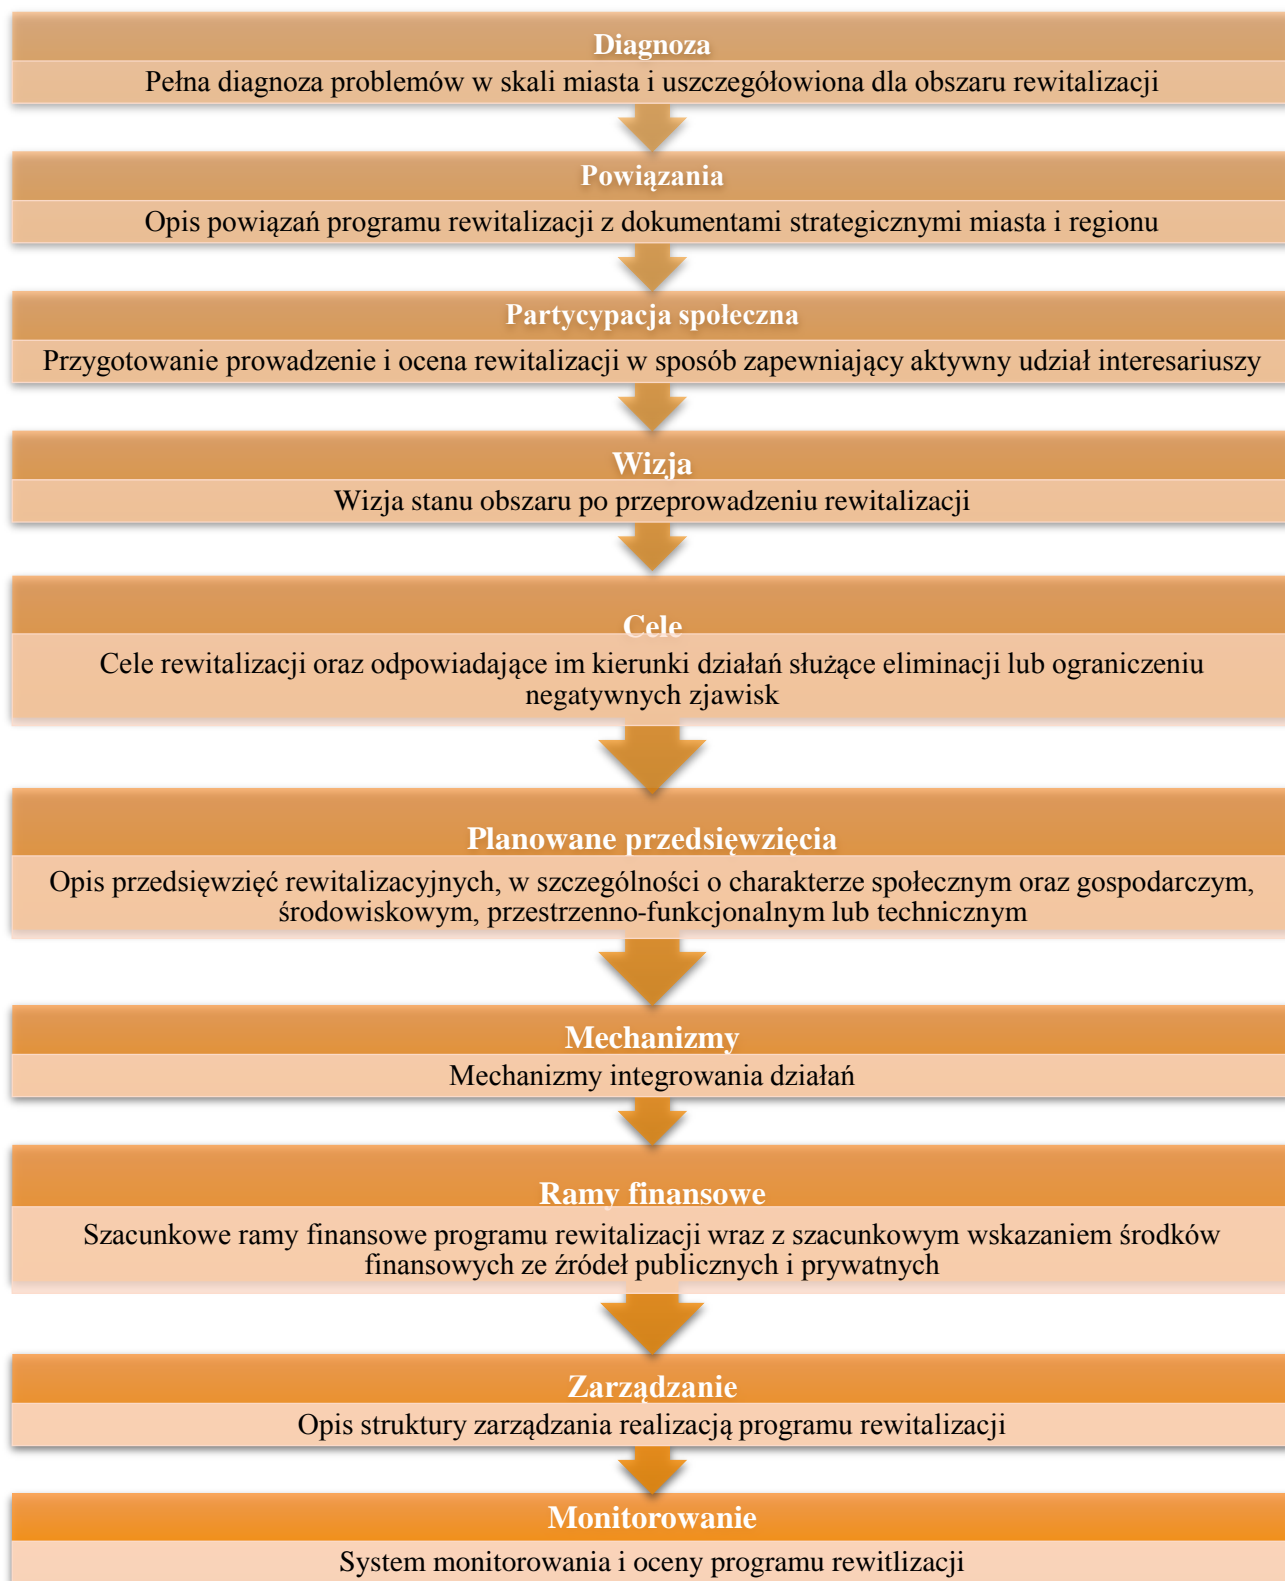 Diagnoza
Pełna diagnoza problemów w skali miasta i uszczegółowiona dla obszaru rewitalizacji
Powiązania
Opis powiązań programu rewitalizacji z dokumentami strategicznymi miasta i regionu
Partycypacja społeczna
Przygotowanie prowadzenie i ocena rewitalizacji w sposób zapewniający aktywny udział interesariuszy
Wizja
Wizja stanu obszaru po przeprowadzeniu rewitalizacji
Cele
Cele rewitalizacji oraz odpowiadające im kierunki działań służące eliminacji lub ograniczeniu
negatywnych zjawisk
Planowane przedsięwzięcia
Opis przedsięwzięć rewitalizacyjnych, w szczególności o charakterze społecznym oraz gospodarczym,
środowiskowym, przestrzenno-funkcjonalnym lub technicznym
Mechanizmy
Mechanizmy integrowania działań
Ramy finansowe
Szacunkowe ramy finansowe programu rewitalizacji wraz z szacunkowym wskazaniem środków
finansowych ze źródeł publicznych i prywatnych
Zarządzanie
Opis struktury zarządzania realizacją programu rewitalizacji
Monitorowanie
System monitorowania i oceny programu rewitlizacji